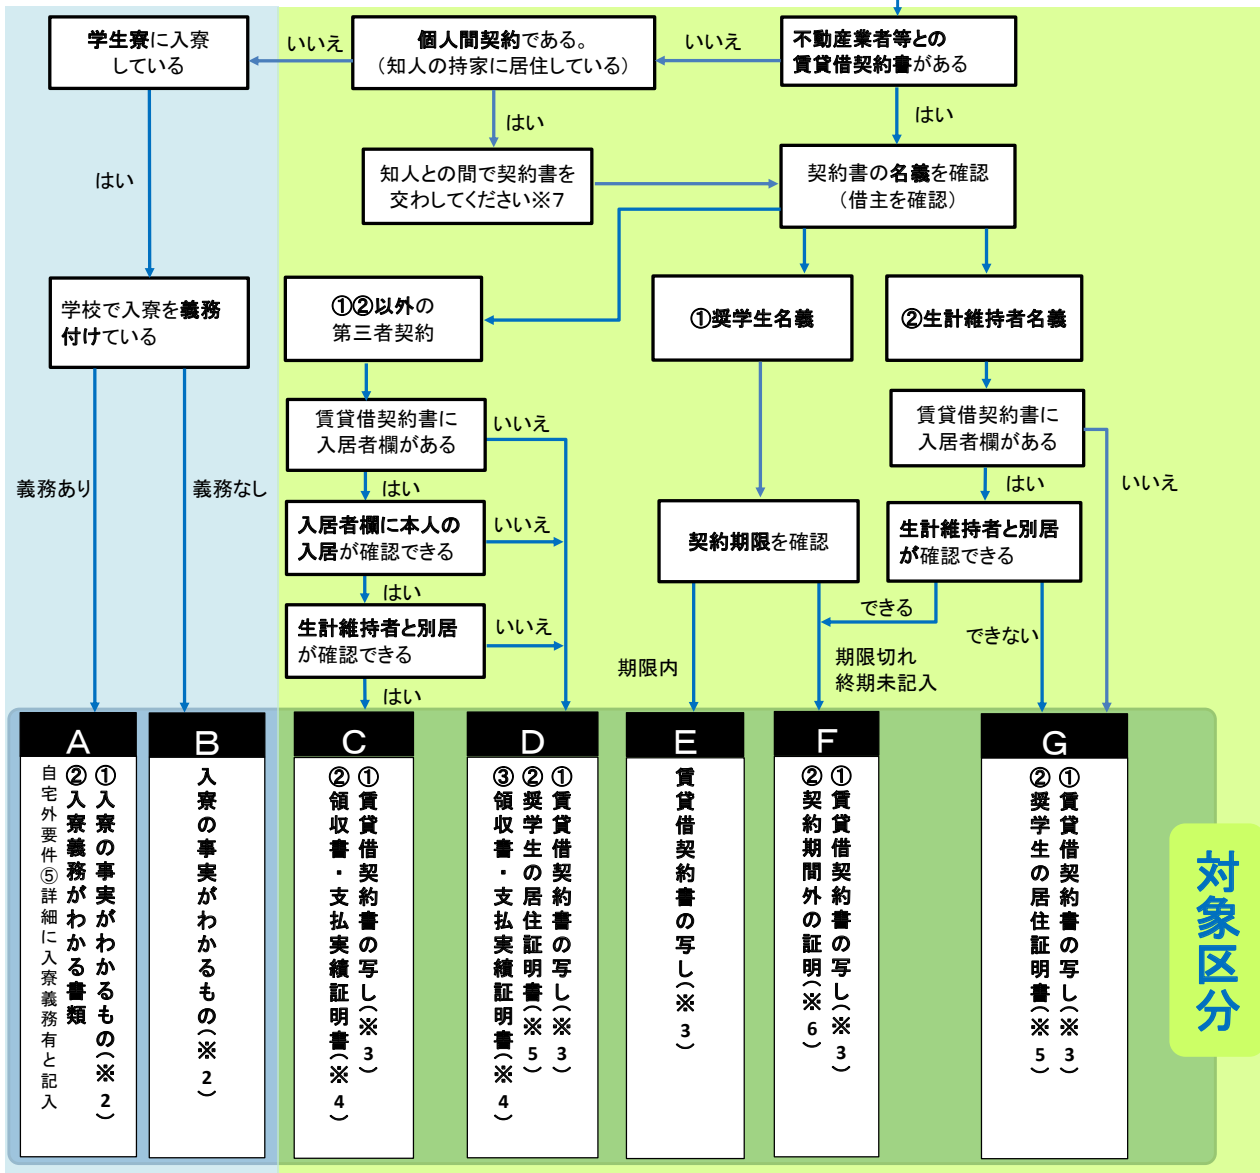 学生寮に入寮
している
いいえ
個人間契約である。
（知人の持家に居住している）
いいえ
不動産業者等との
賃貸借契約書がある
はい
はい
はい
知人との間で契約書を
交わしてください※７
契約書の名義を確認
（借主を確認）
学校で入寮を義務
付けている
①②以外の
第三者契約
①奨学生名義
②生計維持者名義
賃貸借契約書に
入居者欄がある
いいえ
賃貸借契約書に
入居者欄がある
義務あり
義務なし
はい
はい
いいえ
入居者欄に本人の
入居が確認できる
いいえ
契約期限を確認
生計維持者と別居
が確認できる
はい
できる
生計維持者と別居
が確認できる
いいえ
できない
期限内
期限切れ
終期未記入
はい
A
①入寮の事実がわかるもの（※2）
②入寮義務がわかる書類
自宅外要件⑤詳細に入寮義務有と記入
B
入寮の事実がわかるもの（※2）
C
①賃貸借契約書の写し（※3）
②領収書・支払実績証明書（※4）
D
①賃貸借契約書の写し（※3）
②奨学生の居住証明書（※5）
③領収書・支払実績証明書（※4）
E
賃貸借契約書の写し（※3）
F
①賃貸借契約書の写し（※3）
②契約期間外の証明（※6）
G
①賃貸借契約書の写し（※3）
②奨学生の居住証明書（※5）
対象区分